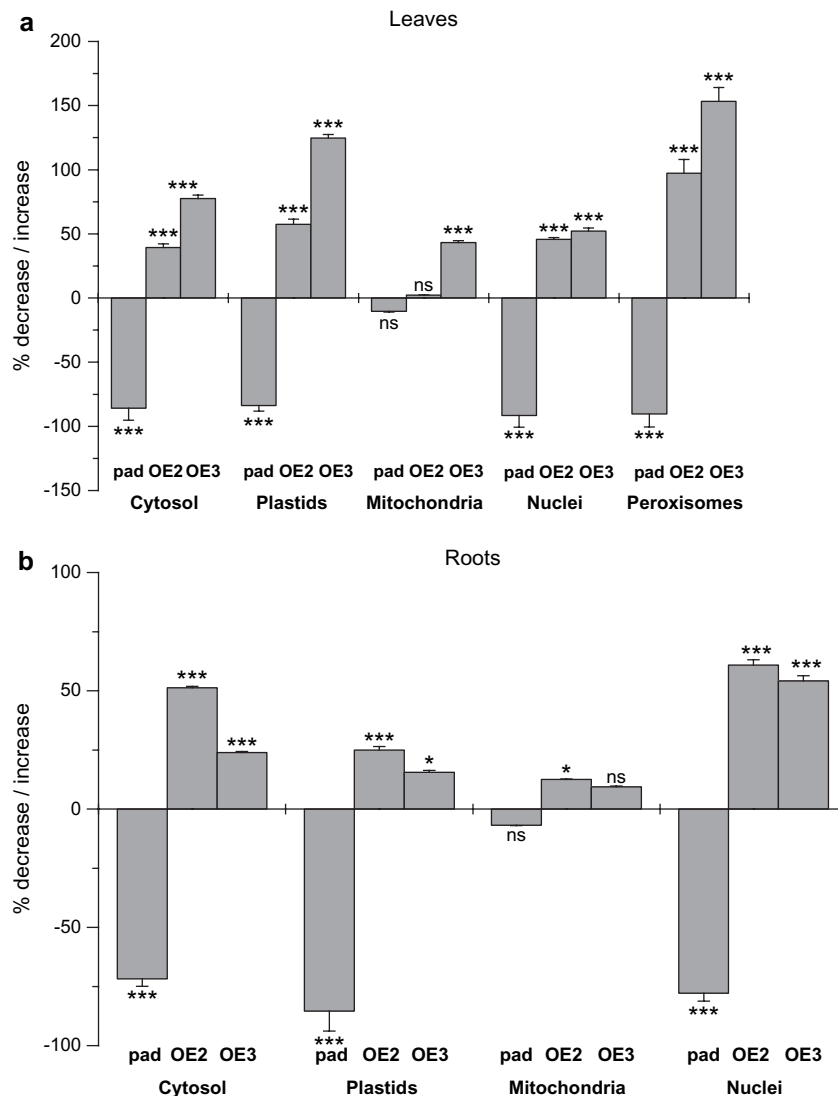 a
Leaves
200
150
100
50
0
-50
-100
-150
% decrease / increase
***
***
***
***
***
***
ns
ns
***
***
***
***
***
***
***
pad OE2 OE3
pad OE2 OE3
pad OE2 OE3
pad OE2 OE3
pad OE2 OE3
Cytosol
Plastids
Mitochondria
Nuclei
Peroxisomes
b
Roots
100
50
0
-50
-100
% decrease / increase
***
***
***
***
***
*
ns
*
ns
***
***
***
pad OE2 OE3
pad OE2 OE3
pad OE2 OE3
pad OE2 OE3
Cytosol
Plastids
Mitochondria
Nuclei